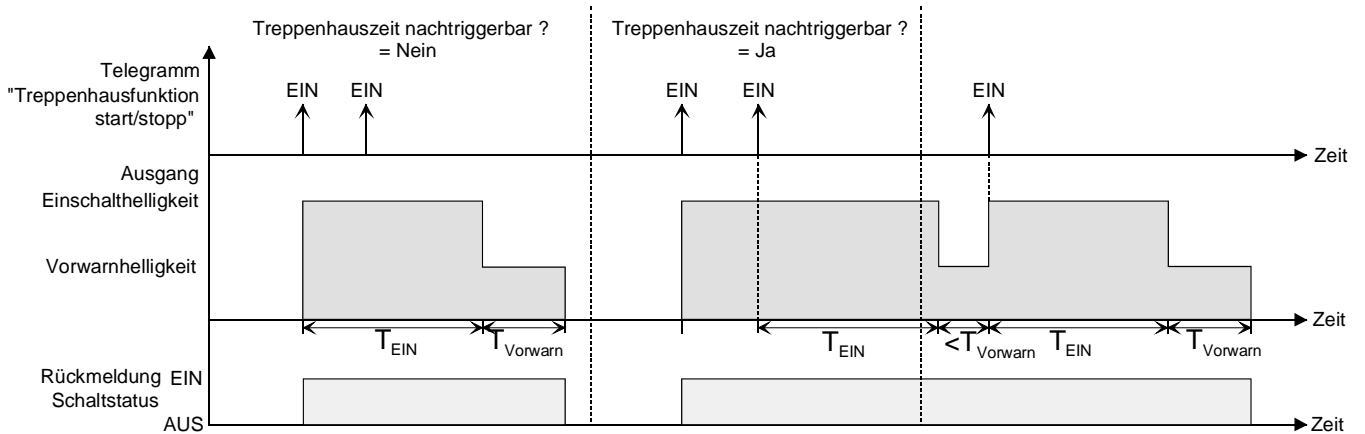 Treppenhauszeit nachtriggerbar ?
= Nein
Treppenhauszeit nachtriggerbar ?
= Ja
Telegramm
"Treppenhausfunktion
start/stopp"
EIN
EIN
EIN
EIN
EIN
Zeit
Ausgang
Einschalthelligkeit
Vorwarnhelligkeit
Zeit
TEIN
TVorwarn
TEIN
<TVorwarn
TEIN
TVorwarn
Rückmeldung EIN
Schaltstatus
AUS
Zeit